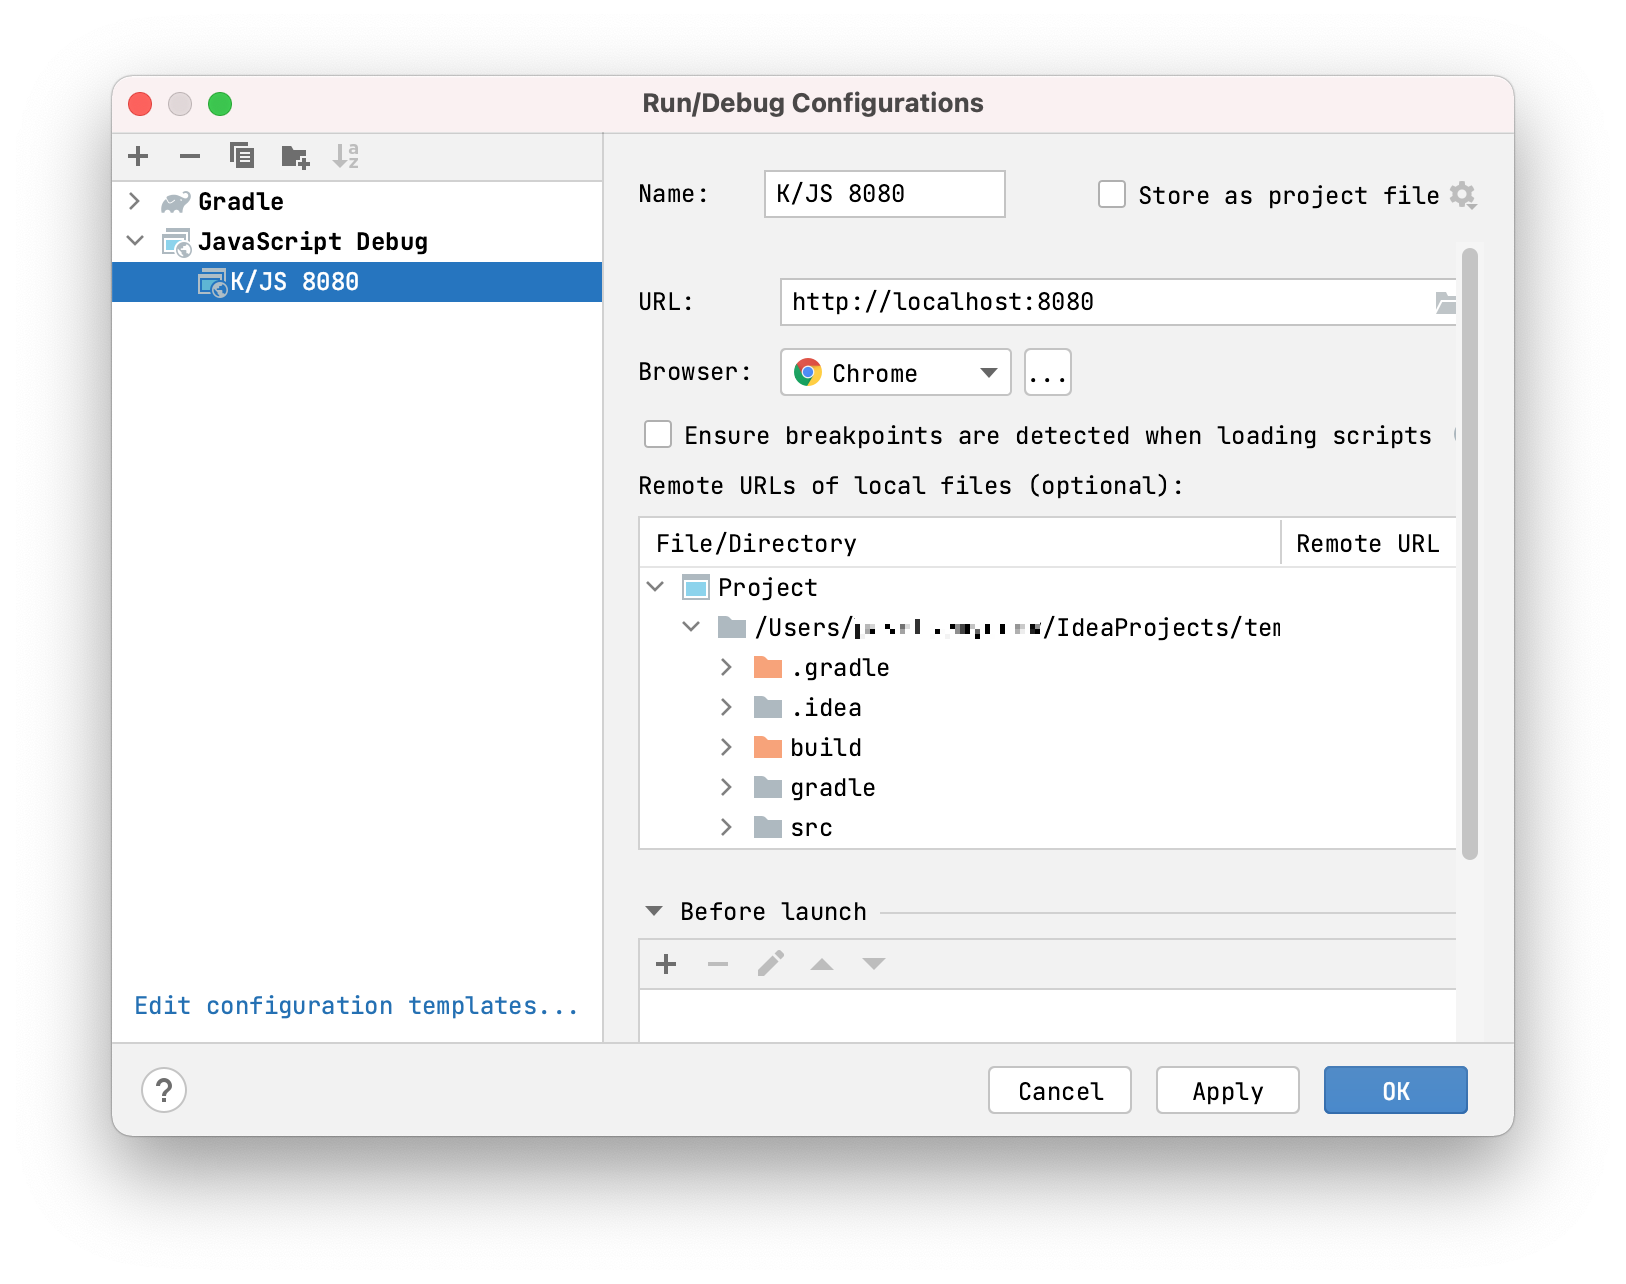 Run/Debug Configurations
Gradle
JavaScript Debug
K/JS 8080
Edit configuration templates...
Name: K/JS 8080 Store as project file
URL: http://localhost:8080
Browser: Chrome ...
Ensure breakpoints are detected when loading scripts
Remote URLs of local files (optional):
File/Directory Remote URL
Project
/Users/ /IdeaProjects/tem
.gradle
.idea
build
gradle
src
Before launch
? Cancel Apply OK